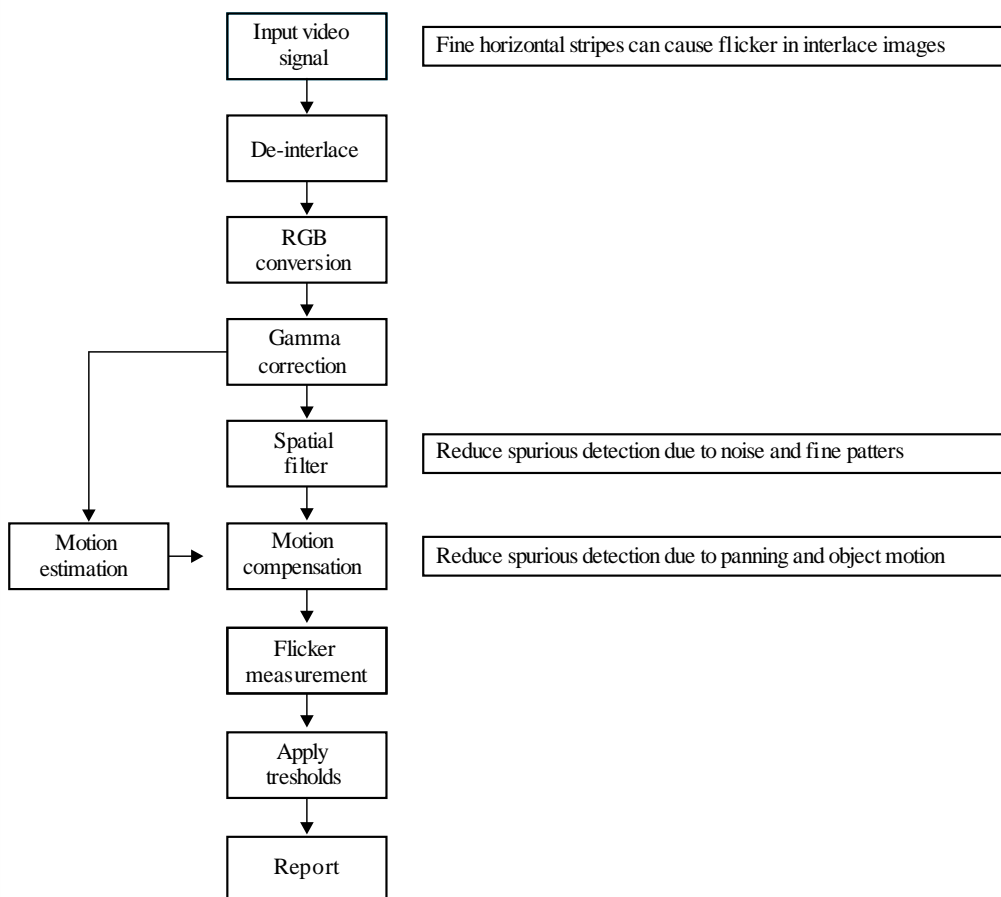 Input video
signal
Fine horizontal stripes can cause flicker in interlace images
De-interlace
RGB
conversion
Gamma
correction
Spatial
filter
Reduce spurious detection due to noise and fine patters
Motion
estimation
Motion
compensation
Reduce spurious detection due to panning and object motion
Flicker
measurement
Apply
tresholds
Report